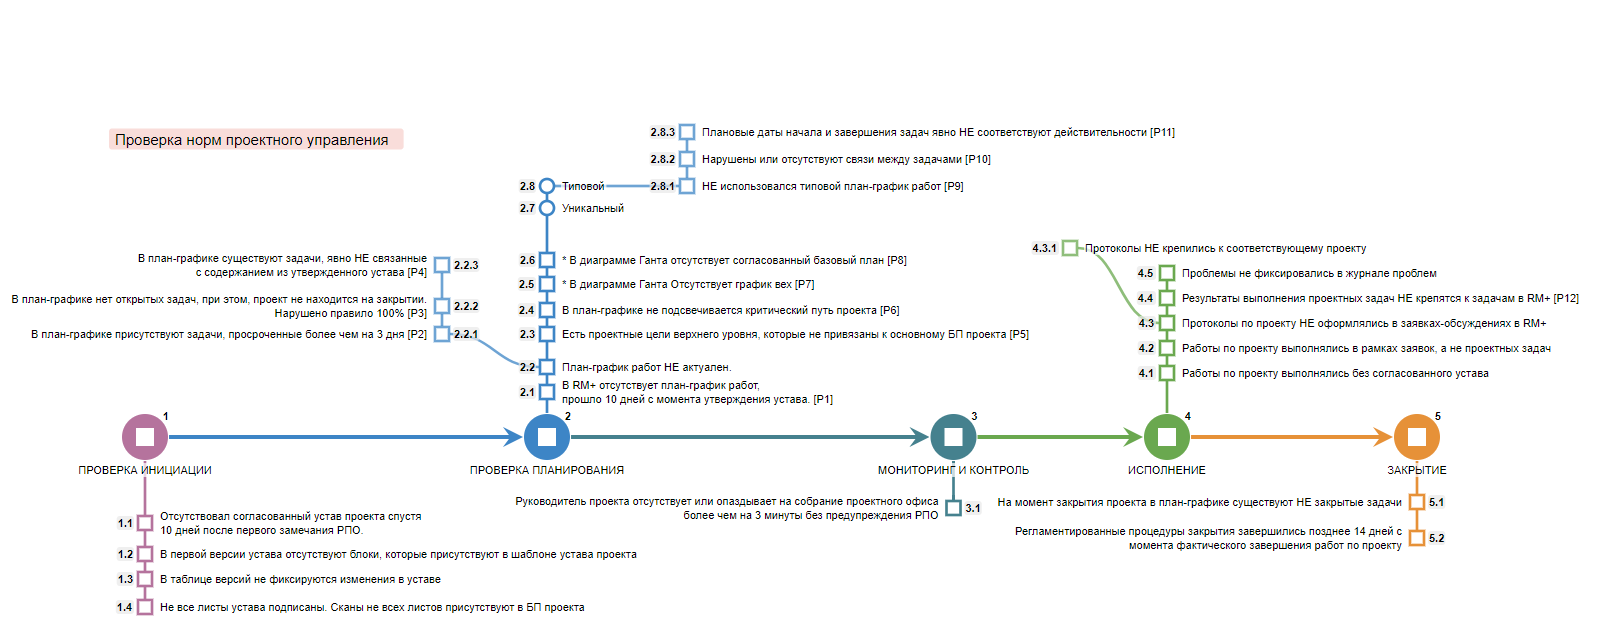 Проверка норм проектного управления
2.8.3 Плановые даты начала и завершения задач явно НЕ соответствуют действительности [P11]
2.8.2 Нарушены или отсутствуют связи между задачами [P10]
2.8 Типовой
2.8.1 НЕ использовался типовой план-график работ [P9]
2.7 Уникальный
В план-графике существуют задачи, явно НЕ связанные
с содержанием из утвержденного устава [P4]
2.2.3
В план-графике нет открытых задач, при этом, проект не находится на закрытии.
Нарушено правило 100% [P3]
2.2.2
В план-графике присутствуют задачи, просроченные более чем на 3 дня [P2] 2.2.1
2.6 * В диаграмме Ганта отсутствует согласованный базовый план [P8]
2.5 * В диаграмме Ганта Отсутствует график вех [P7]
2.4 В план-графике не подсвечивается критический путь проекта [P6]
2.3 Есть проектные цели верхнего уровня, которые не привязаны к основному БП проекта [P5]
2.2 План-график работ НЕ актуален.
2.1 В RM+ отсутствует план-график работ,
прошло 10 дней с момента утверждения устава. [P1]
4.3.1 Протоколы НЕ крепились к соответствующему проекту
4.5 Проблемы не фиксировались в журнале проблем
4.4 Результаты выполнения проектных задач НЕ крепятся к задачам в RM+ [P12]
4.3 Протоколы по проекту НЕ оформлялись в заявках-обсуждениях в RM+
4.2 Работы по проекту выполнялись в рамках заявок, а не проектных задач
4.1 Работы по проекту выполнялись без согласованного устава
1
2
3
4
5
ПРОВЕРКА ИНИЦИАЦИИ
ПРОВЕРКА ПЛАНИРОВАНИЯ
МОНИТОРИНГ И КОНТРОЛЬ
ИСПОЛНЕНИЕ
ЗАКРЫТИЕ
1.1 Отсутствовал согласованный устав проекта спустя
10 дней после первого замечания РПО.
1.2 В первой версии устава отсутствуют блоки, которые присутствуют в шаблоне устава проекта
1.3 В таблице версий не фиксируются изменения в уставе
1.4 Не все листы устава подписаны. Сканы не всех листов присутствуют в БП проекта
Руководитель проекта отсутствует или опаздывает на собрание проектного офиса
более чем на 3 минуты без предупреждения РПО
3.1
На момент закрытия проекта в план-графике существуют НЕ закрытые задачи 5.1
Регламентированные процедуры закрытия завершились позднее 14 дней с
момента фактического завершения работ по проекту
5.2